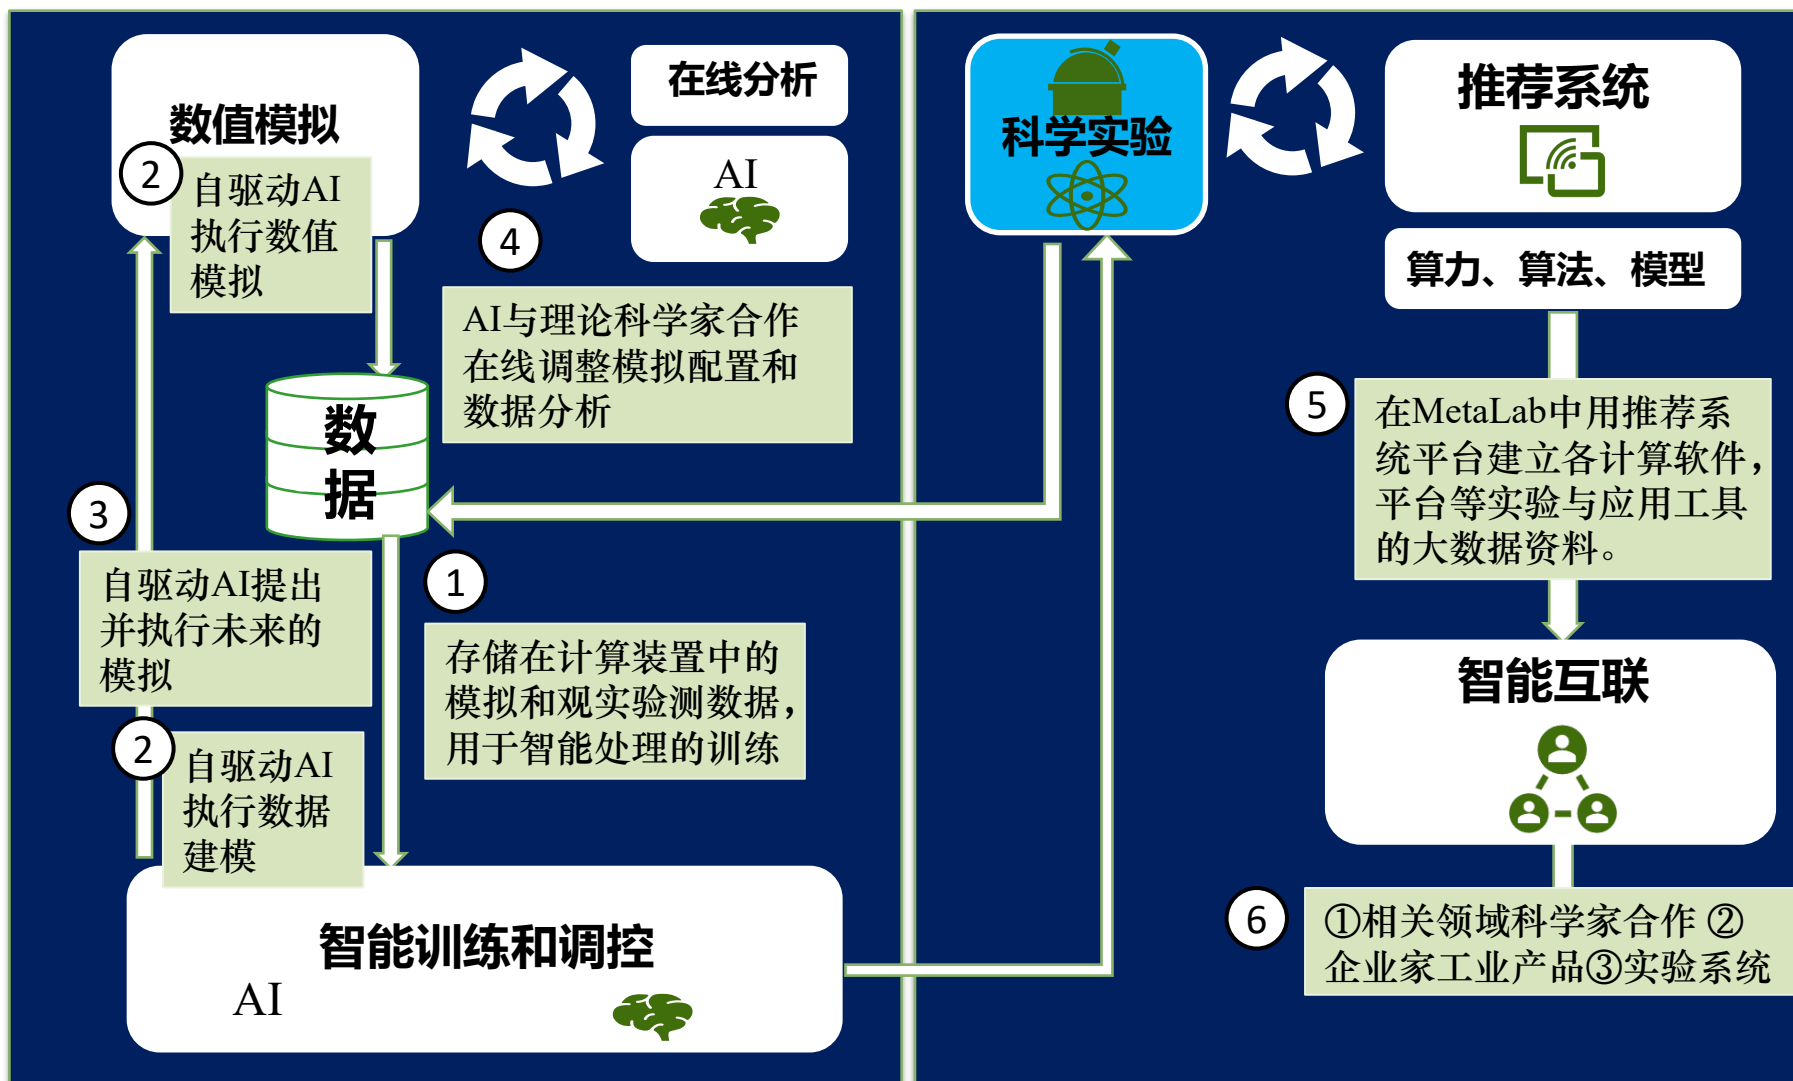 数值模拟
②
自驱动AI
执行数值
模拟
在线分析
AI
④
AI与理论科学家合作
在线调整模拟配置和
数据分析
数
据
③
自驱动AI提出
并执行未来的
模拟
①
存储在计算装置中的
模拟和观实验测数据，
用于智能处理的训练
②
自驱动AI
执行数据
建模
智能训练和调控
AI
科学实验
推荐系统
算力、算法、模型
⑤
在MetaLab中用推荐系
统平台建立各计算软件，
平台等实验与应用工具
的大数据资料。
智能互联
⑥
①相关领域科学家合作 ②
企业家工业产品③实验系统